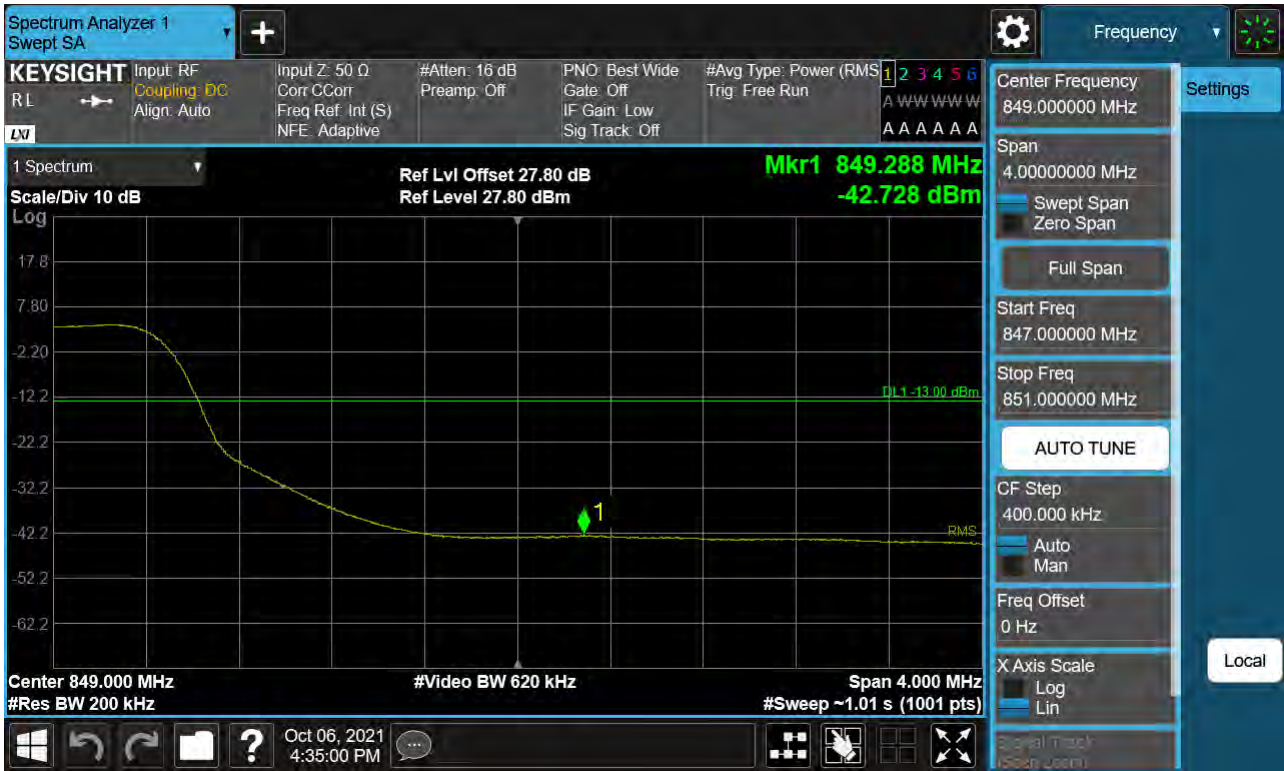 Spectrum Analyzer 1
Swept SA
+
Frequency
KEYSIGHT
RL
LXI
Input: RF
Coupling: DC
Align: Auto
Input Z: 50 Ω
Corr CCorr
Freq Ref: Int (S)
NFE: Adaptive
#Atten: 16 dB
Preamp: Off
PNO: Best Wide
Gate: Off
IF Gain: Low
Sig Track: Off
#Avg Type: Power (RMS
Trig: Free Run
1 2 3 4 5 6
A W W W W W
A A A A A A
1 Spectrum
Scale/Div 10 dB
Log
Ref Lvl Offset 27.80 dB
Ref Level 27.80 dBm
Mkr1 849.288 MHz
-42.728 dBm
17.8
7.80
-2.20
-12.2
-22.2
-32.2
-42.2
-52.2
-62.2
DL1 -13.00 dBm
1
RMS
Center 849.000 MHz
#Res BW 200 kHz
#Video BW 620 kHz
Span 4.000 MHz
#Sweep ~1.01 s (1001 pts)
Center Frequency
849.000000 MHz
Span
4.00000000 MHz
Swept Span
Zero Span
Full Span
Start Freq
847.000000 MHz
Stop Freq
851.000000 MHz
AUTO TUNE
CF Step
400.000 kHz
Auto
Man
Freq Offset
0 Hz
X Axis Scale
Log
Lin
Signal Track
(Span Zoom)
Settings
Local
?
Oct 06, 2021
4:35:00 PM